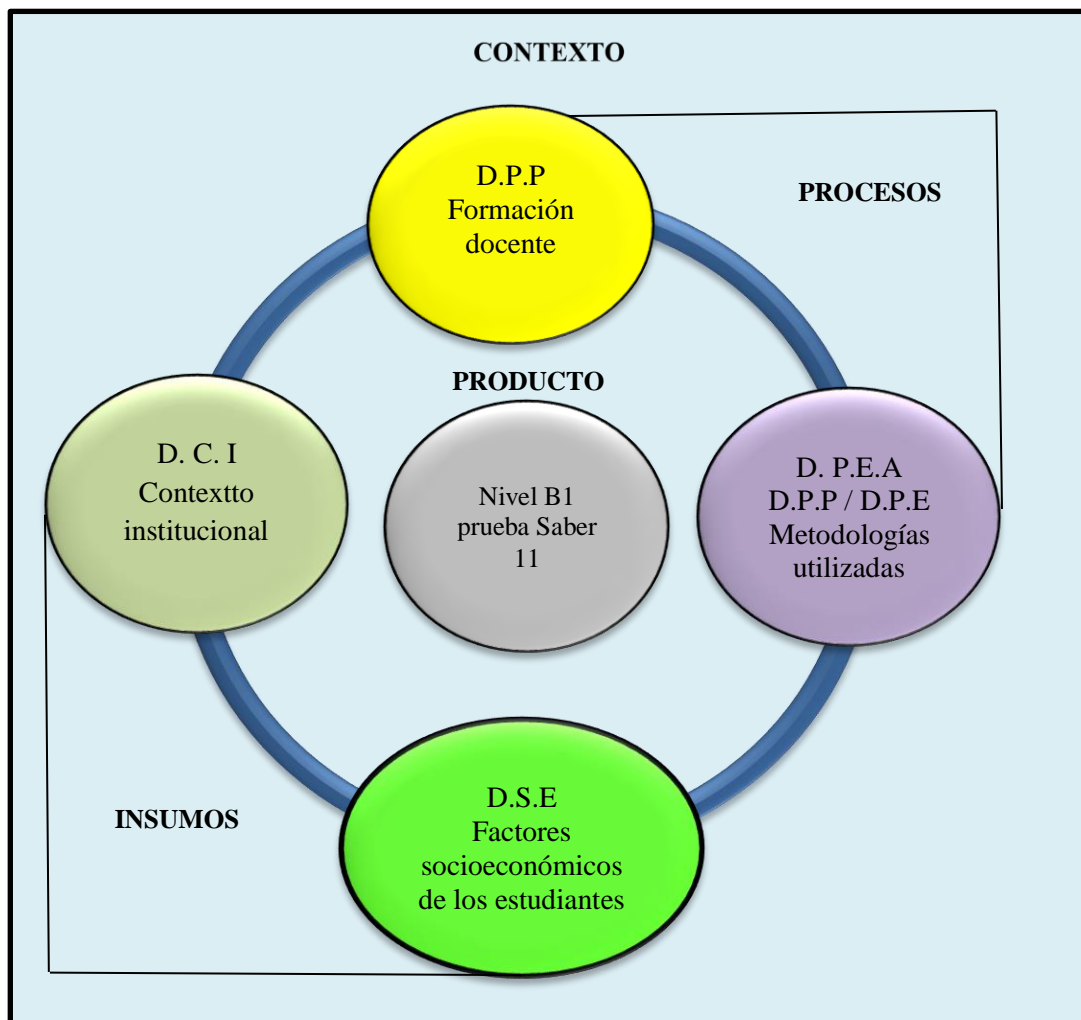 CONTEXTO
D.P.P
Formación
docente
PROCESOS
PRODUCTO
D. C. I
Contextto
institucional
Nivel B1
prueba Saber
11
D. P.E.A
D.P.P / D.P.E
Metodologías
utilizadas
INSUMOS
D.S.E
Factores
socioeconómicos
de los estudiantes